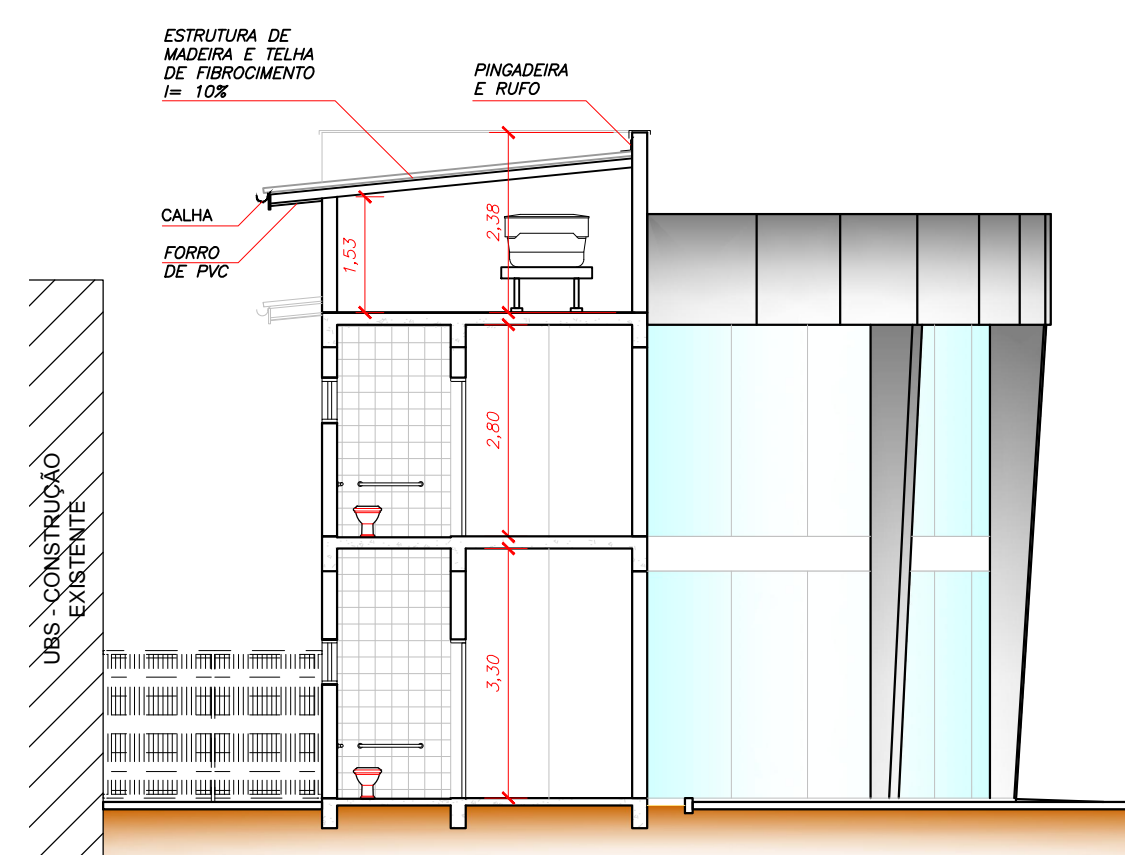 ESTRUTURA DE
MADEIRA E TELHA
DE FIBROCIMENTO
I= 10%
PINGADEIRA
E RUFO
CALHA
FORRO
DE PVC
1,53
2,38
2,80
3,30
UBS - CONSTRUÇÃO
EXISTENTE